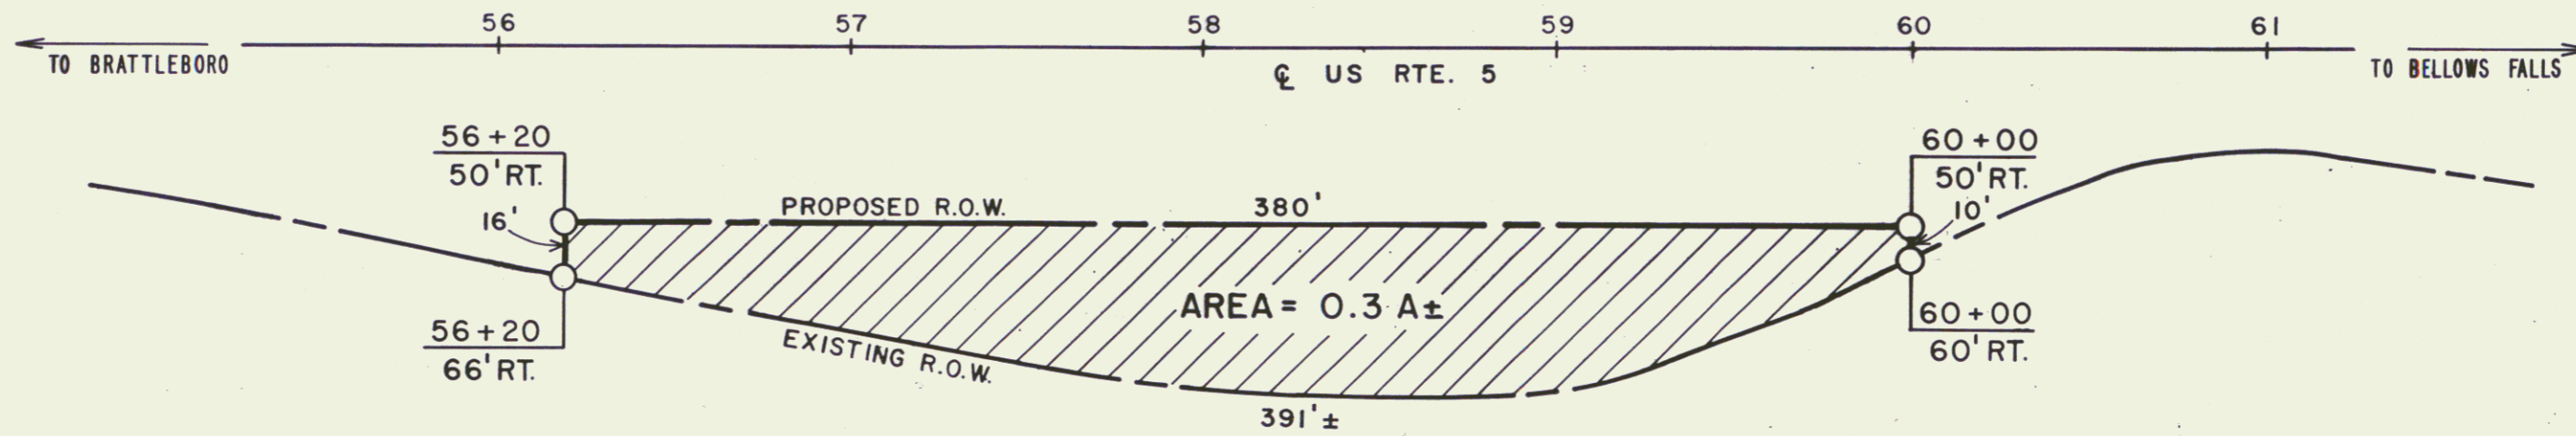 56 57 58 59 60 61
TO BRATTLEBORO
℄ US RTE. 5
TO BELLOWS FALLS
56+20
50' RT.
60+00
50' RT.
16'
PROPOSED R.O.W.
380'
10'
AREA = 0.3 A±
56+20
66' RT.
EXISTING R.O.W.
60+00
60' RT.
391'±